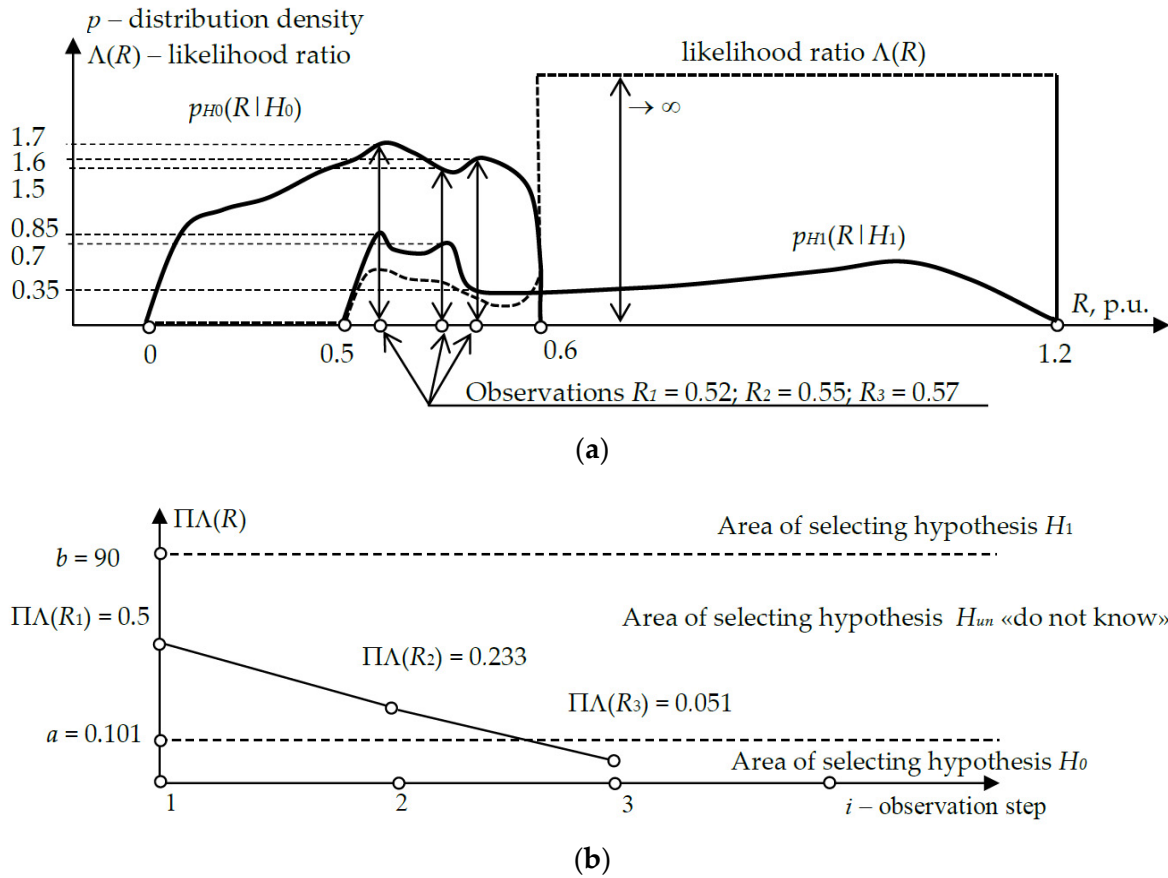 p – distribution density
Λ(R) – likelihood ratio
likelihood ratio Λ(R)
pH0(R|H0)
→ ∞
1.7
1.6
1.5
0.85
0.7
0.35
pH1(R|H1)
R, p.u.
0
0.5
0.6
1.2
Observations R1 = 0.52; R2 = 0.55; R3 = 0.57
(a)
ΠΛ(R)
Area of selecting hypothesis H1
b = 90
ΠΛ(R1) = 0.5
Area of selecting hypothesis Hun «do not know»
ΠΛ(R2) = 0.233
ΠΛ(R3) = 0.051
a = 0.101
Area of selecting hypothesis H0
1
2
3
i – observation step
(b)